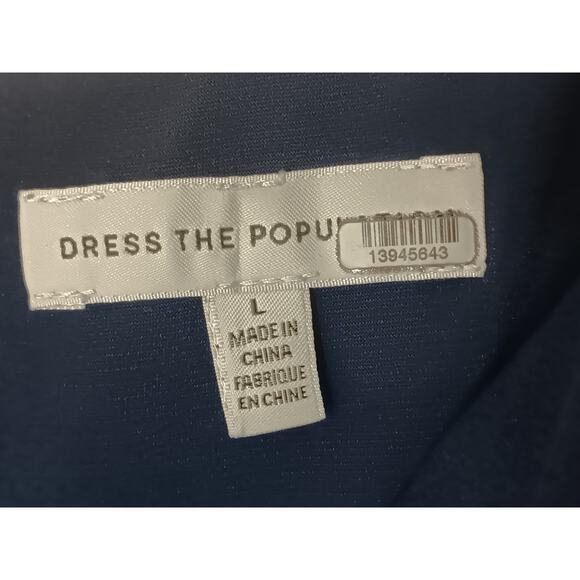 DRESS THE POPU
13945643
L
MADE IN
CHINA
FABRIQUE
EN CHINE